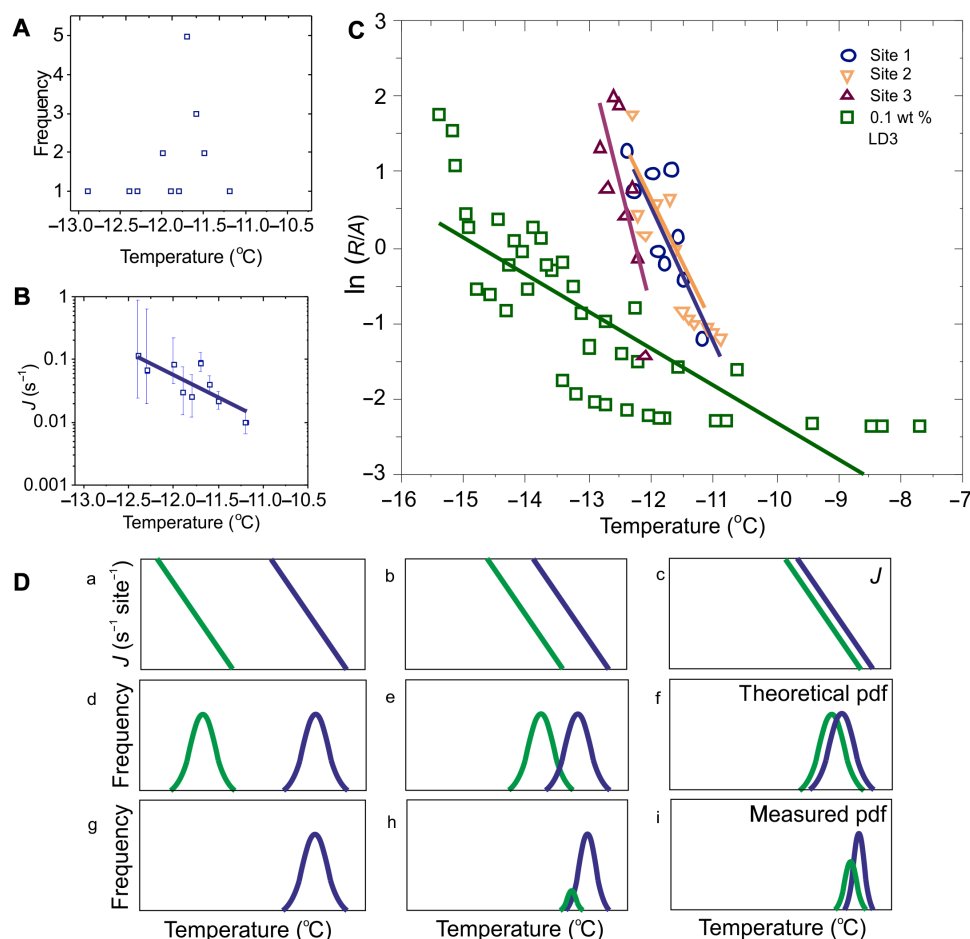 A
Frequency
5
4
3
2
1
−13.0
−12.5
−12.0
−11.5
−11.0
−10.5
Temperature (°C)
B
J (s⁻¹)
1
0.1
0.01
0.001
−13.0
−12.5
−12.0
−11.5
−11.0
−10.5
Temperature (°C)
C
ln (R/A)
3
2
1
0
−1
−2
−3
−16
−15
−14
−13
−12
−11
−10
−9
−8
−7
Temperature (°C)
Site 1
Site 2
Site 3
0.1 wt %
LD3
D
a
b
c
J
J (s⁻¹ site⁻¹)
d
e
f
Theoretical pdf
Frequency
g
h
i
Measured pdf
Frequency
Temperature (°C)
Temperature (°C)
Temperature (°C)